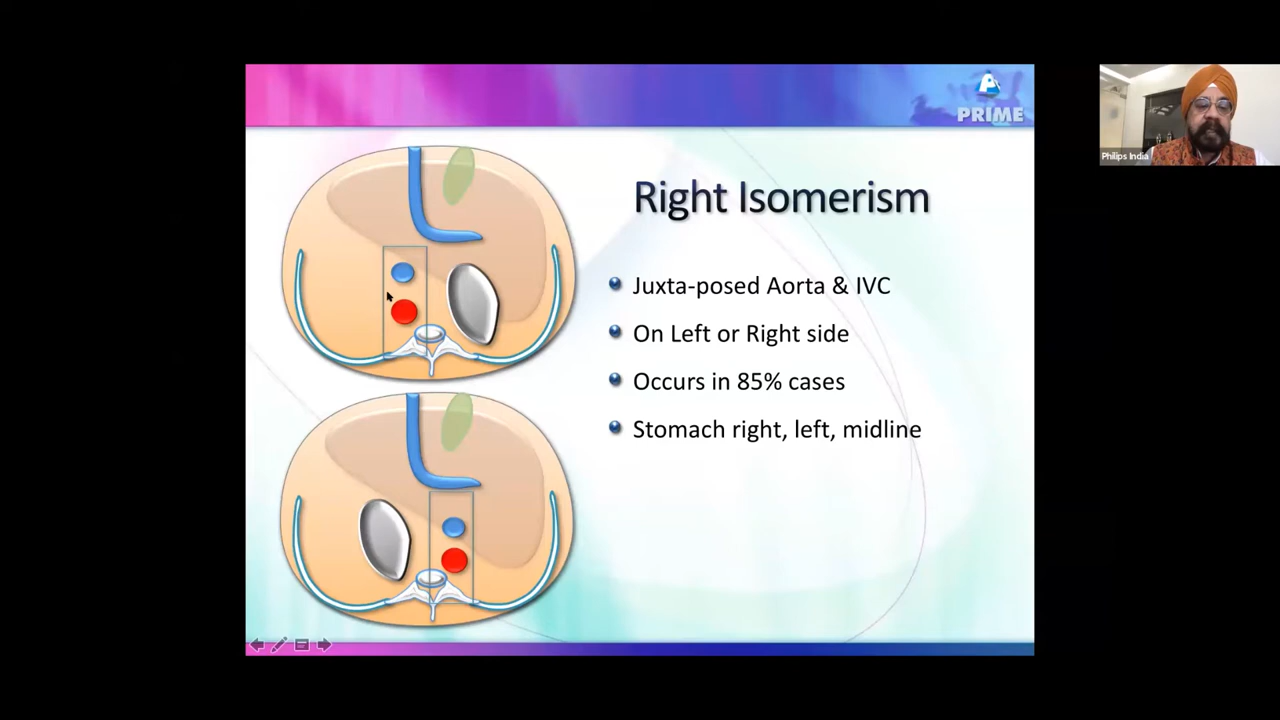 PRIME
Philips India
Right Isomerism
Juxta-posed Aorta & IVC
On Left or Right side
Occurs in 85% cases
Stomach right, left, midline